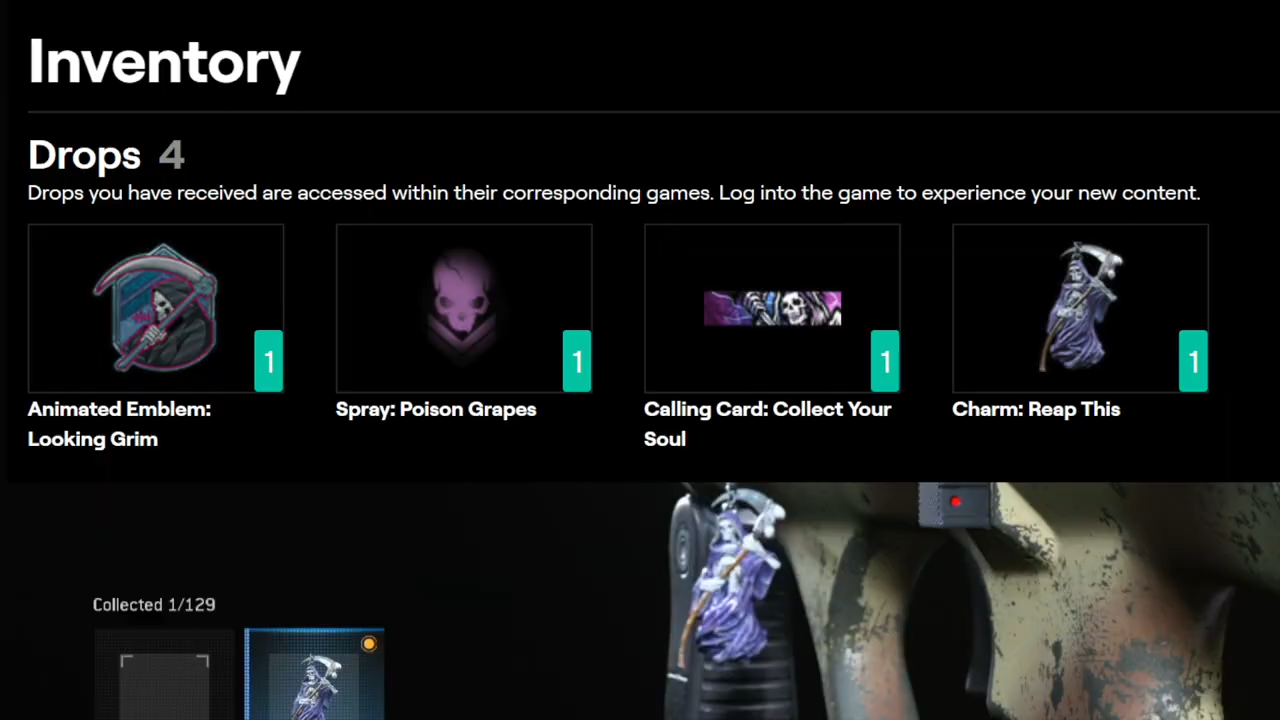 Inventory
Drops 4
Drops you have received are accessed within their corresponding games. Log into the game to experience your new content.
1
1
1
1
Animated Emblem:
Looking Grim
Spray: Poison Grapes
Calling Card: Collect Your
Soul
Charm: Reap This
Collected 1/129